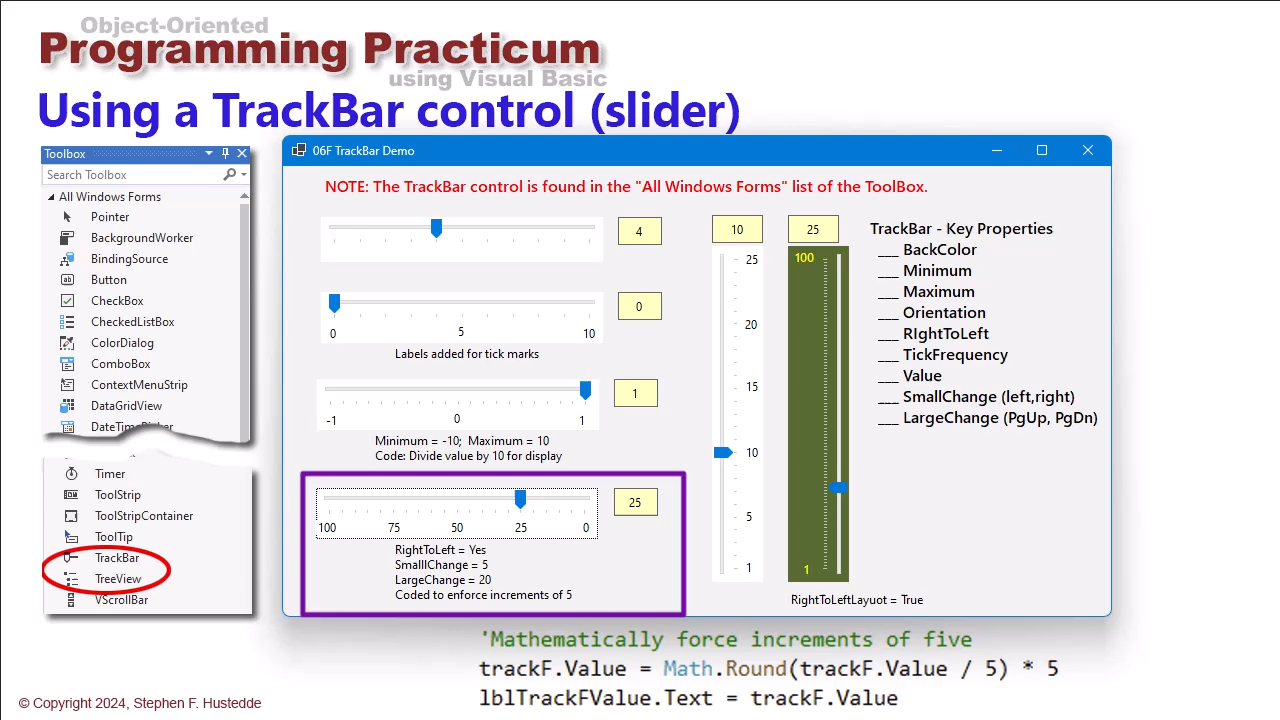 Object-Oriented
Programming Practicum
using Visual Basic
Using a TrackBar control (slider)
Toolbox
Search Toolbox
All Windows Forms
Pointer
BackgroundWorker
BindingSource
Button
CheckBox
CheckedListBox
ColorDialog
ComboBox
ContextMenuStrip
DataGridView
DateTimePicker
Timer
ToolStrip
ToolStripContainer
ToolTip
TrackBar
TreeView
VScrollBar
06F TrackBar Demo
NOTE: The TrackBar control is found in the "All Windows Forms" list of the ToolBox.
4
0
0 5 10
Labels added for tick marks
1
-1 0 1
Minimum = -10; Maximum = 10
Code: Divide value by 10 for display
25
100 75 50 25 0
RightToLeft = Yes
SmalllChange = 5
LargeChange = 20
Coded to enforce increments of 5
10
25
20
15
10
5
1
25
100
1
RightToLeftLayuot = True
TrackBar - Key Properties
___ BackColor
___ Minimum
___ Maximum
___ Orientation
___ RIghtToLeft
___ TickFrequency
___ Value
___ SmallChange (left,right)
___ LargeChange (PgUp, PgDn)
'Mathematically force increments of five
trackF.Value = Math.Round(trackF.Value / 5) * 5
lblTrackFValue.Text = trackF.Value
© Copyright 2024, Stephen F. Hustedde